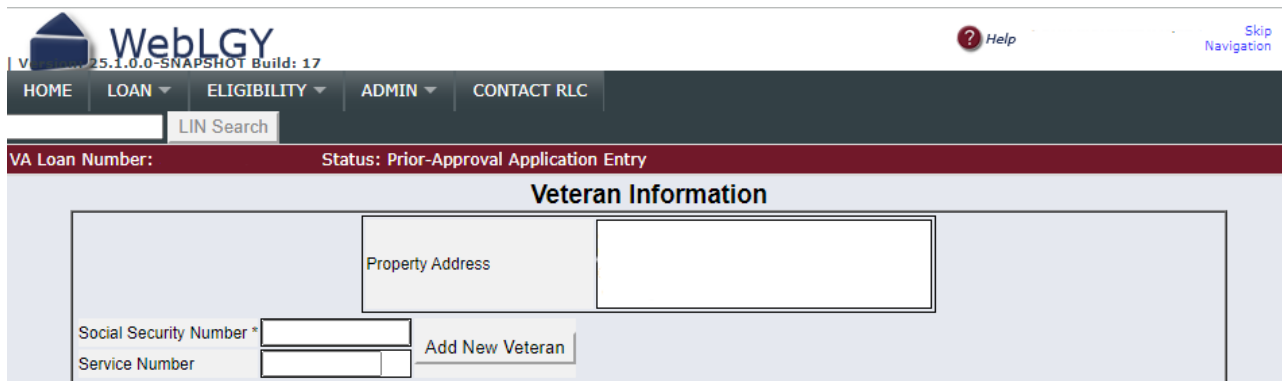 WebLGY
Help
Skip Navigation
| Version: 25.1.0.0-SNAPSHOT Build: 17
HOME LOAN ELIGIBILITY ADMIN CONTACT RLC
LIN Search
VA Loan Number: Status: Prior-Approval Application Entry
Veteran Information
Property Address
Social Security Number *
Add New Veteran
Service Number